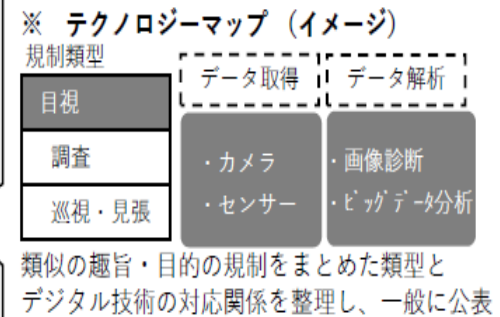 ※ テクノロジーマップ（イメージ）
規制類型
データ取得 データ解析
目視
調査
巡視・見張
・カメラ
・センサー
・画像診断
・ﾋﾞｯｸﾞﾃﾞｰﾀ分析
類似の趣旨・目的の規制をまとめた類型と
デジタル技術の対応関係を整理し、一般に公表